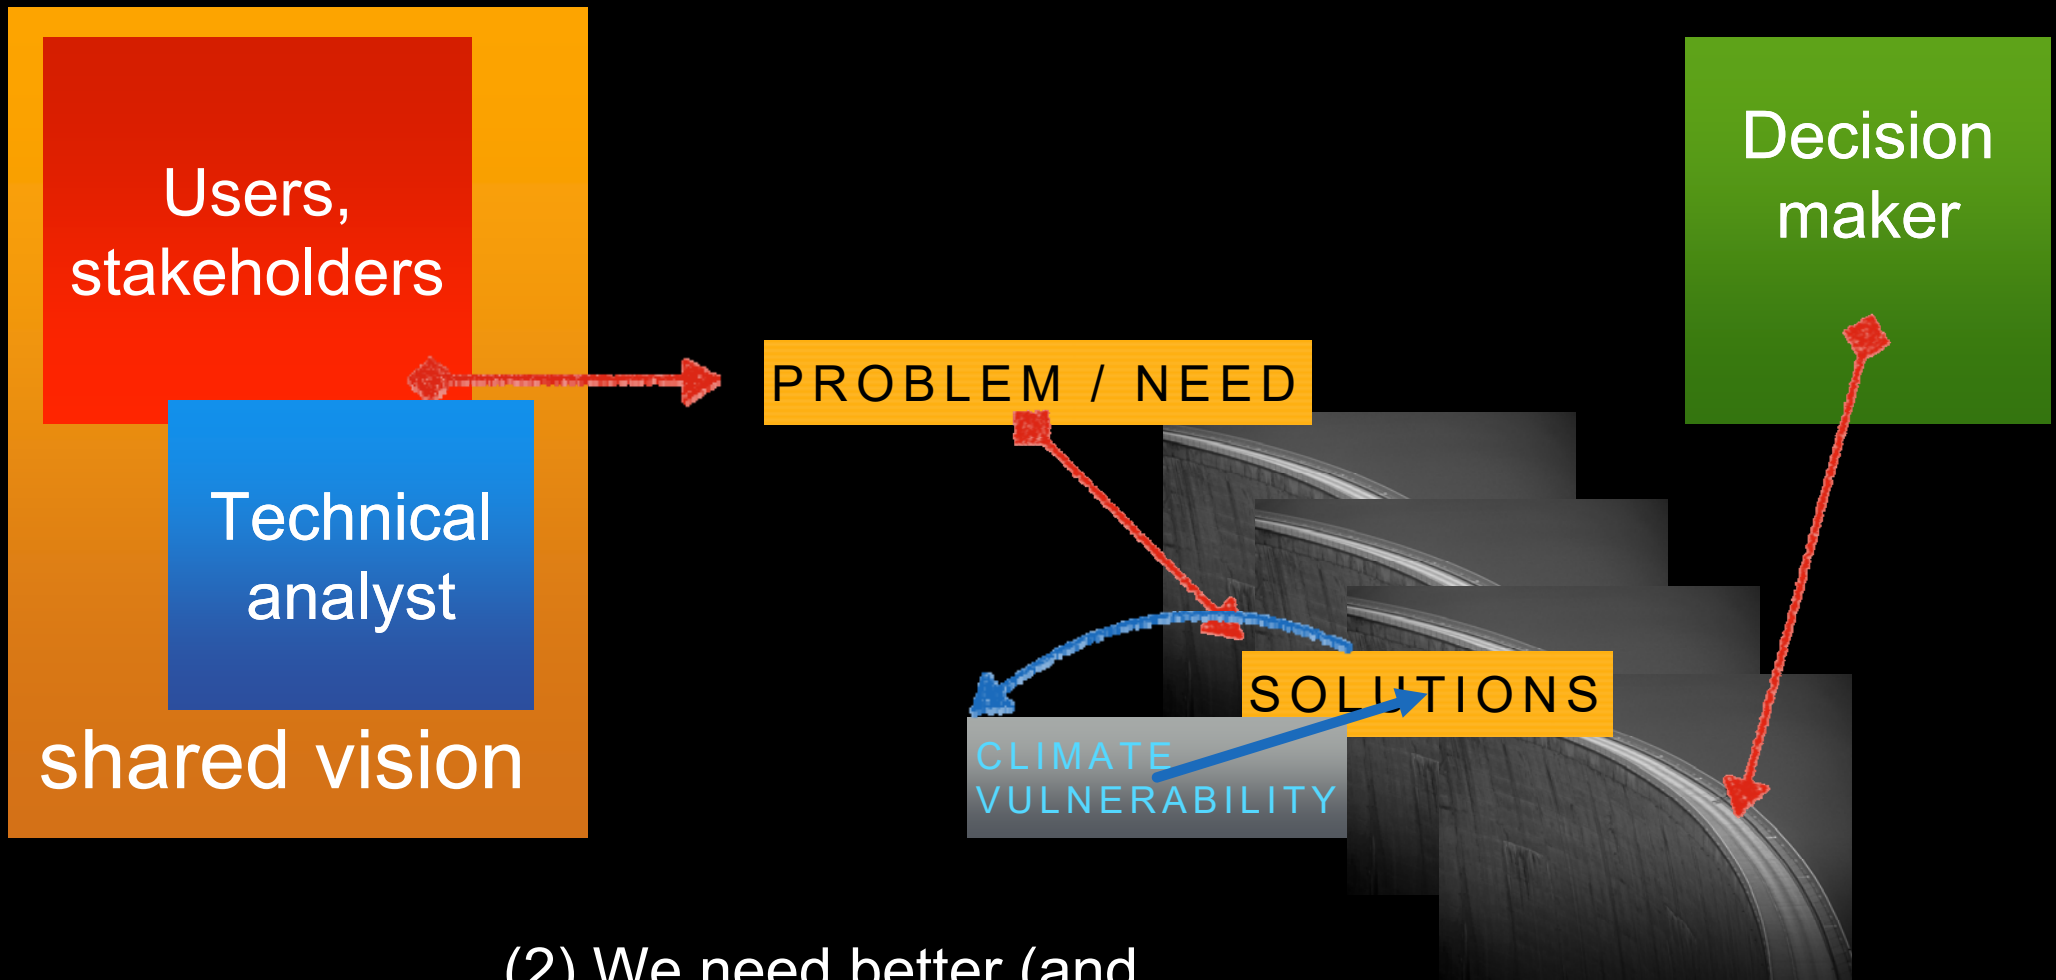 Users,
stakeholders
Technical
analyst
shared vision
PROBLEM / NEED
SOLUTIONS
CLIMATE
VULNERABILITY
Decision
maker
(2) We need better (and